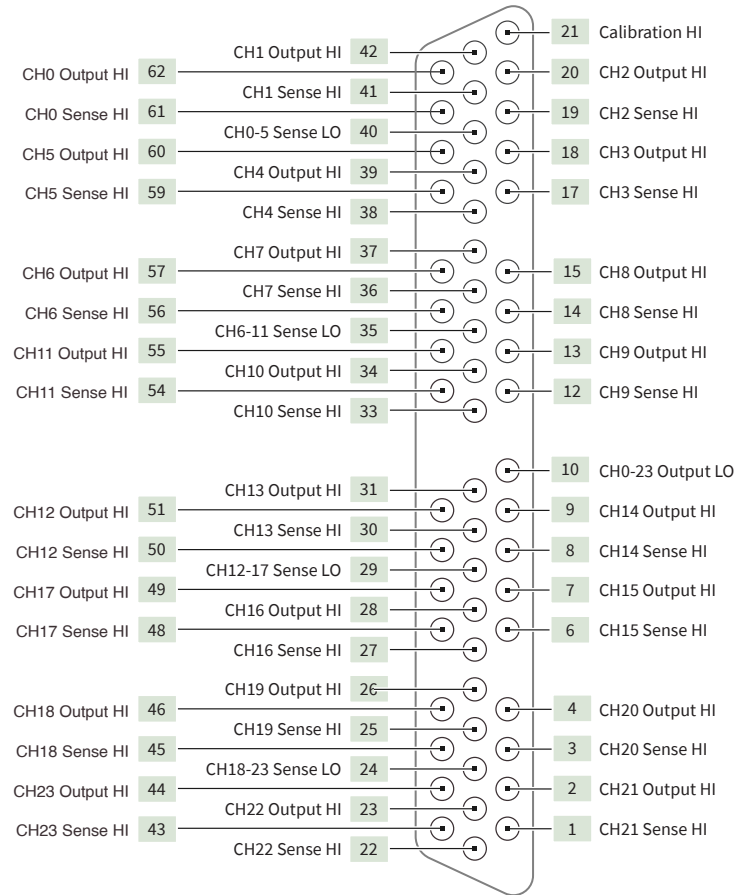 21 Calibration HI
CH1 Output HI 42
CH0 Output HI 62
20 CH2 Output HI
CH1 Sense HI 41
CH0 Sense HI 61
19 CH2 Sense HI
CH0-5 Sense LO 40
CH5 Output HI 60
18 CH3 Output HI
CH4 Output HI 39
CH5 Sense HI 59
17 CH3 Sense HI
CH4 Sense HI 38
CH7 Output HI 37
CH6 Output HI 57
15 CH8 Output HI
CH7 Sense HI 36
CH6 Sense HI 56
14 CH8 Sense HI
CH6-11 Sense LO 35
CH11 Output HI 55
13 CH9 Output HI
CH10 Output HI 34
CH11 Sense HI 54
12 CH9 Sense HI
CH10 Sense HI 33
10 CH0-23 Output LO
CH13 Output HI 31
CH12 Output HI 51
9 CH14 Output HI
CH13 Sense HI 30
CH12 Sense HI 50
8 CH14 Sense HI
CH12-17 Sense LO 29
CH17 Output HI 49
7 CH15 Output HI
CH16 Output HI 28
CH17 Sense HI 48
6 CH15 Sense HI
CH16 Sense HI 27
CH19 Output HI 26
CH18 Output HI 46
4 CH20 Output HI
CH19 Sense HI 25
CH18 Sense HI 45
3 CH20 Sense HI
CH18-23 Sense LO 24
CH23 Output HI 44
2 CH21 Output HI
CH22 Output HI 23
CH23 Sense HI 43
1 CH21 Sense HI
CH22 Sense HI 22